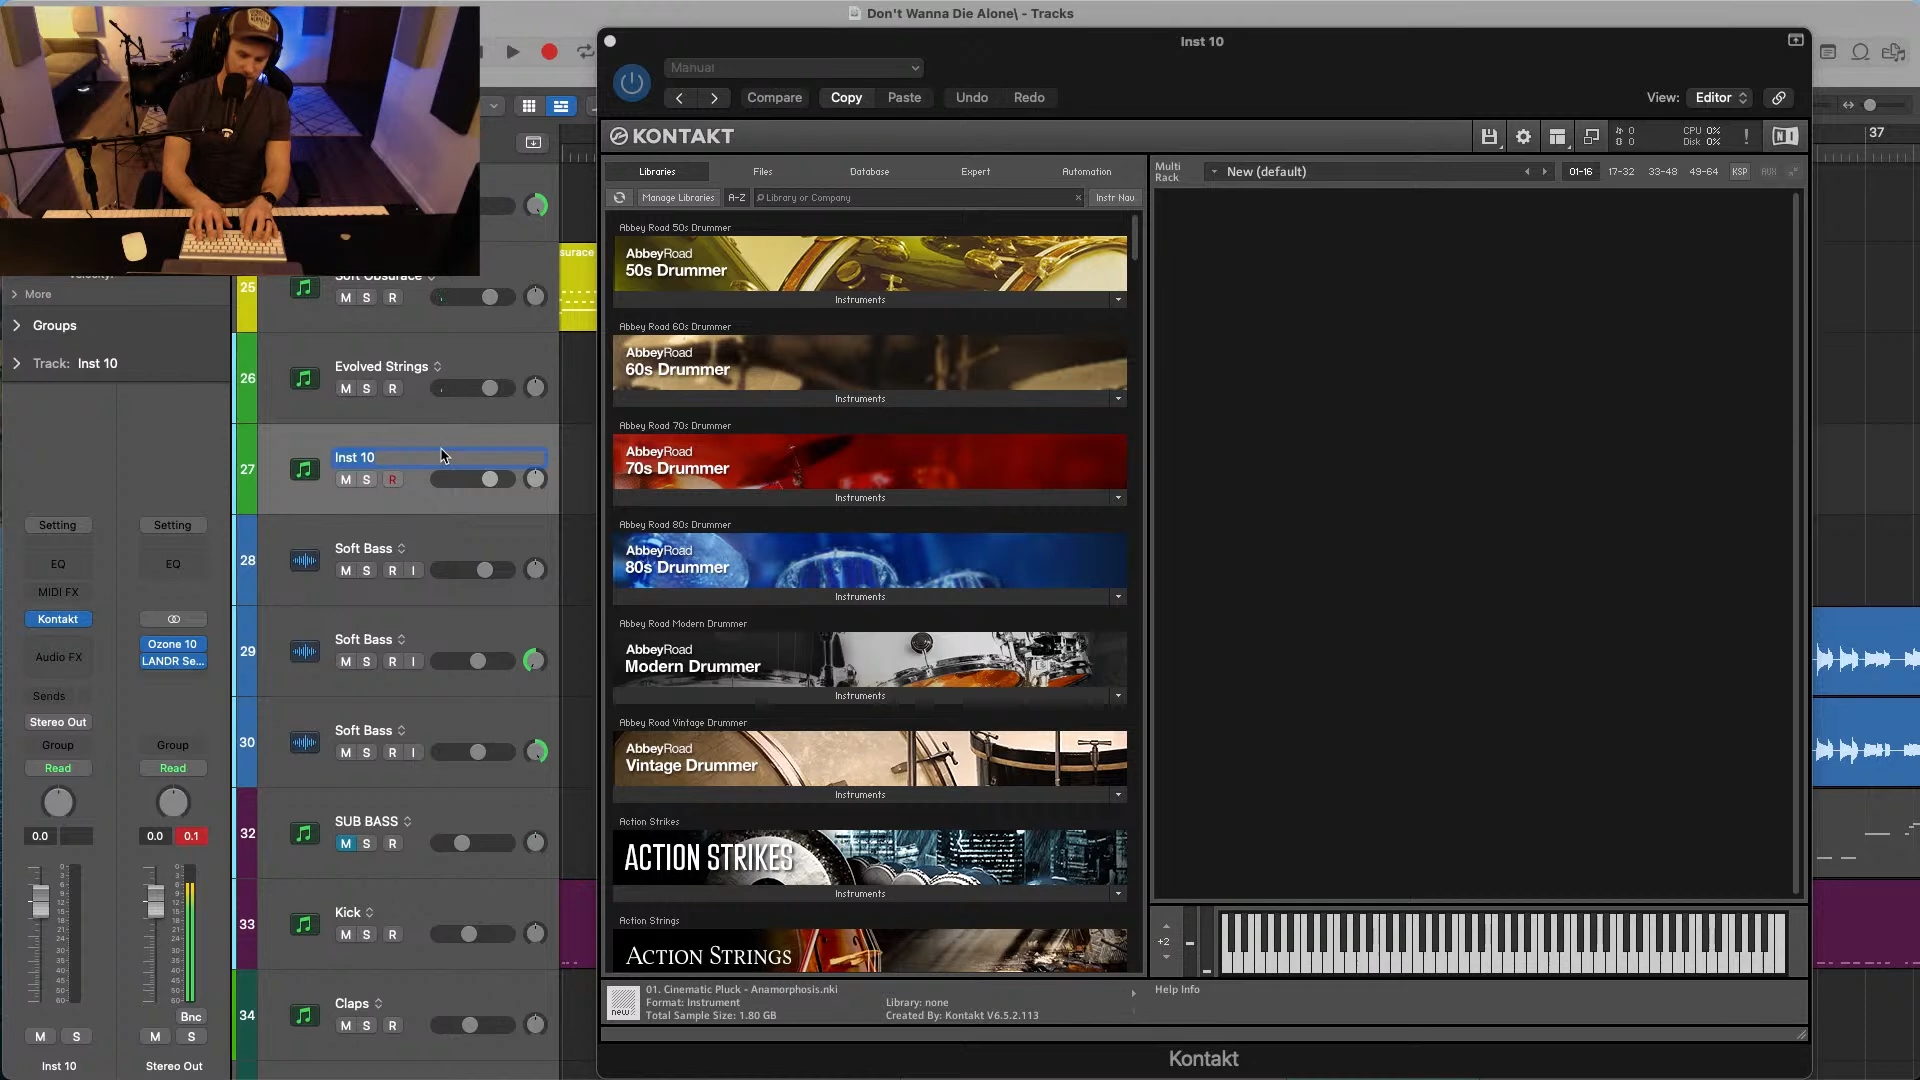 Don't Wanna Die Alone\ - Tracks
Inst 10
Manual
Compare
Copy
Paste
Undo
Redo
View:
Editor
KONTAKT
0
0
CPU 0%
Disk 0%
!
37
Libraries
Files
Database
Expert
Automation
Multi
Rack
New (default)
01-16
17-32
33-48
49-64
KSP
AUX
Manage Libraries
A-Z
Library or Company
Instr Nav
Abbey Road 50s Drummer
AbbeyRoad
50s Drummer
Instruments
Abbey Road 60s Drummer
AbbeyRoad
60s Drummer
Instruments
Abbey Road 70s Drummer
AbbeyRoad
70s Drummer
Instruments
Abbey Road 80s Drummer
AbbeyRoad
80s Drummer
Instruments
Abbey Road Modern Drummer
AbbeyRoad
Modern Drummer
Instruments
Abbey Road Vintage Drummer
AbbeyRoad
Vintage Drummer
Instruments
Action Strikes
ACTION STRIKES
Instruments
Action Strings
ACTION STRINGS
+2
01. Cinematic Pluck - Anamorphosis.nki
Format: Instrument
Total Sample Size: 1.80 GB
Library: none
Created By: Kontakt V6.5.2.113
new
Help Info
Kontakt
More
Groups
Track: Inst 10
25
Soft Obsurace
M S R
surace
26
Evolved Strings
M S R
27
Inst 10
M S R
28
Soft Bass
M S R I
29
Soft Bass
M S R I
30
Soft Bass
M S R I
32
SUB BASS
M S R
33
Kick
M S R
34
Claps
M S R
Setting
Setting
EQ
EQ
MIDI FX
Kontakt
Ozone 10
LANDR Se...
Audio FX
Sends
Stereo Out
Group
Group
Read
Read
0.0
0.0
0.1
Bnc
M S
M S
Inst 10
Stereo Out